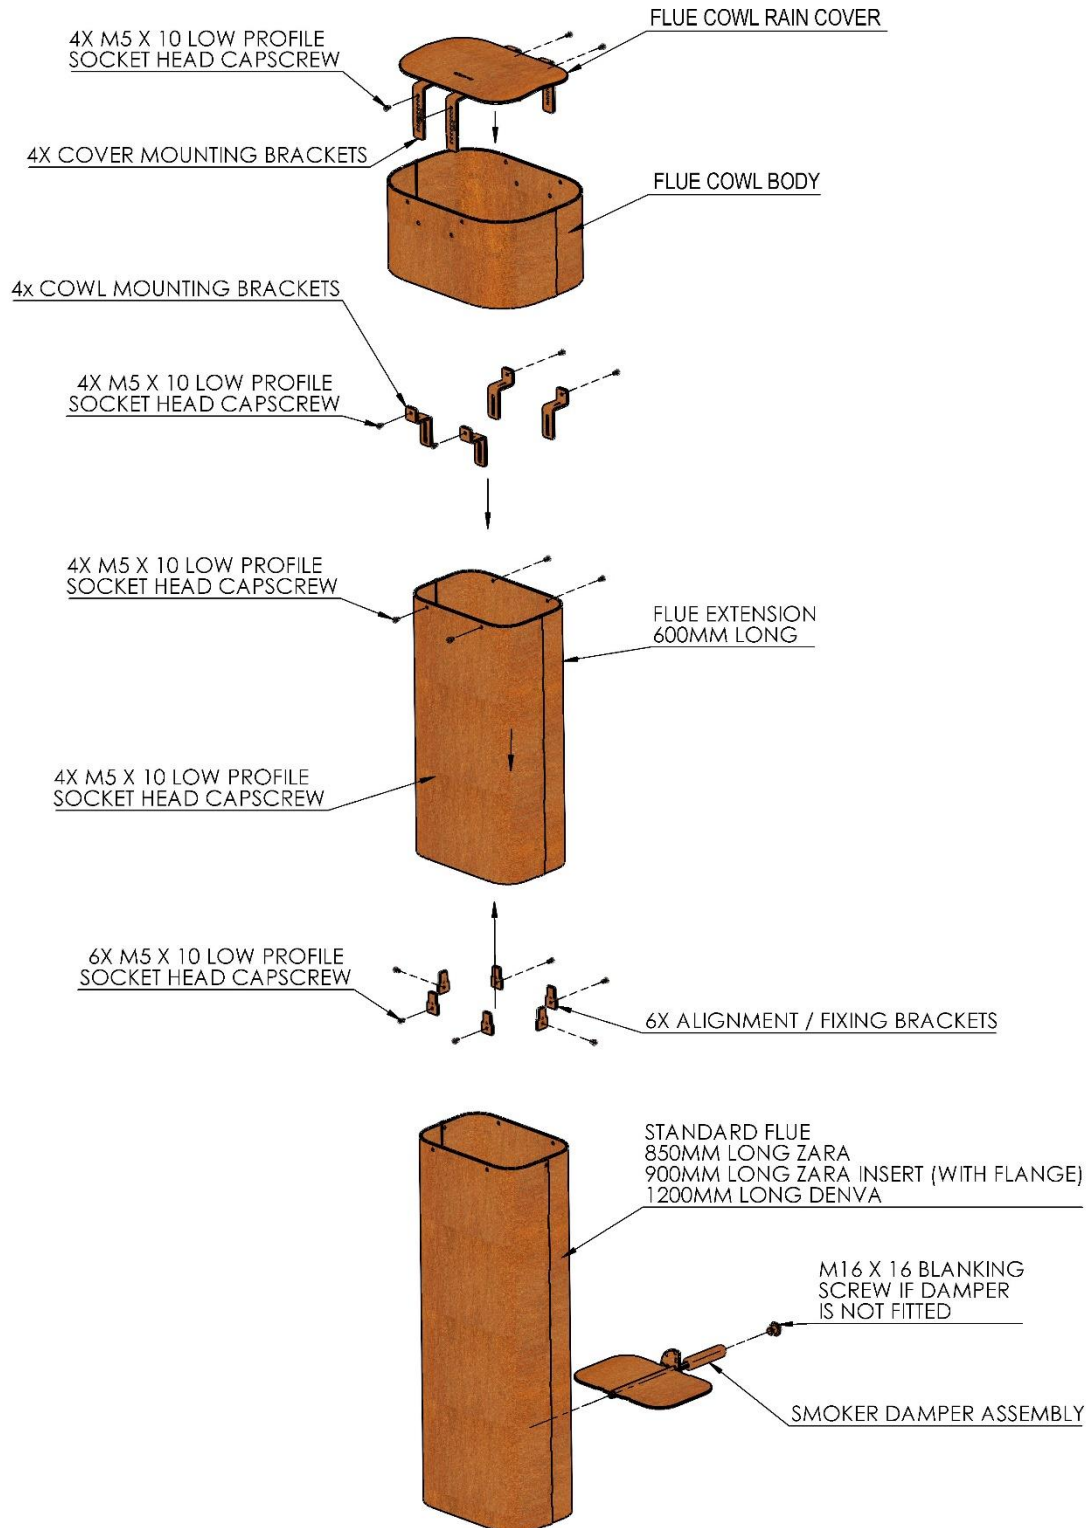 FLUE COWL RAIN COVER
4X M5 X 10 LOW PROFILE
SOCKET HEAD CAPSCREW
4X COVER MOUNTING BRACKETS
FLUE COWL BODY
4x COWL MOUNTING BRACKETS
4X M5 X 10 LOW PROFILE
SOCKET HEAD CAPSCREW
4X M5 X 10 LOW PROFILE
SOCKET HEAD CAPSCREW
FLUE EXTENSION
600MM LONG
4X M5 X 10 LOW PROFILE
SOCKET HEAD CAPSCREW
6X M5 X 10 LOW PROFILE
SOCKET HEAD CAPSCREW
6X ALIGNMENT / FIXING BRACKETS
STANDARD FLUE
850MM LONG ZARA
900MM LONG ZARA INSERT (WITH FLANGE)
1200MM LONG DENVA
M16 X 16 BLANKING
SCREW IF DAMPER
IS NOT FITTED
SMOKER DAMPER ASSEMBLY